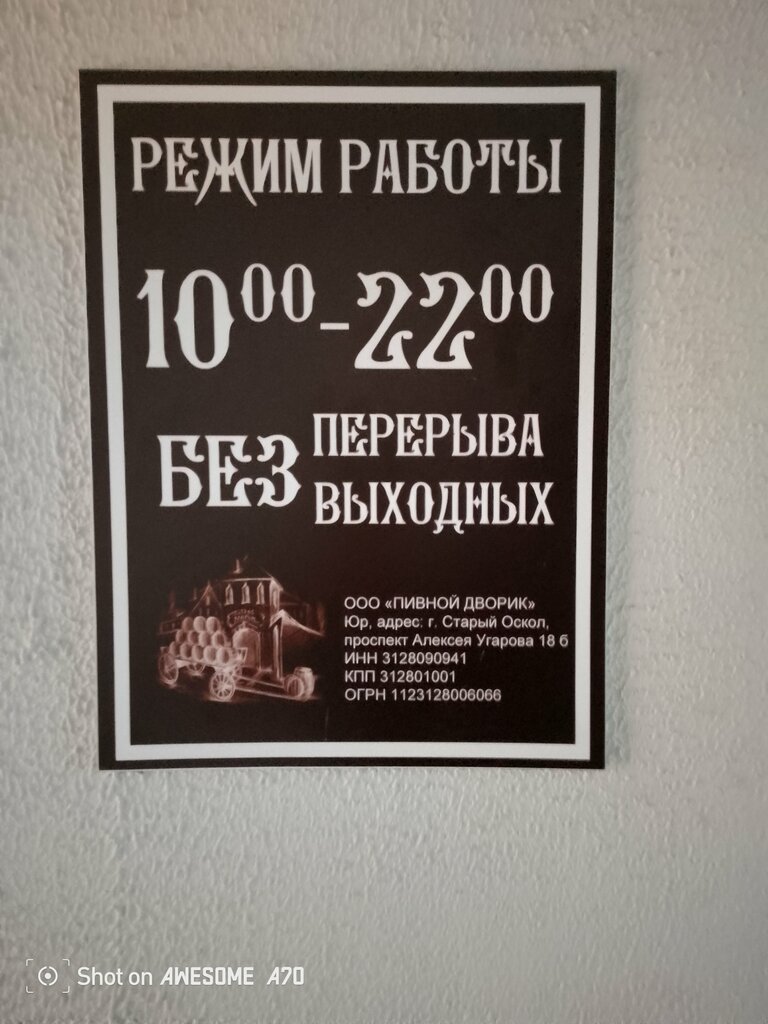 РЕЖИМ РАБОТЫ
10⁰⁰-22⁰⁰
БЕЗ ПЕРЕРЫВА
ВЫХОДНЫХ
ООО «ПИВНОЙ ДВОРИК»
Юр, адрес: г. Старый Оскол,
проспект Алексея Угарова 18 б
ИНН 3128090941
КПП 312801001
ОГРН 1123128006066
Shot on AWESOME A70